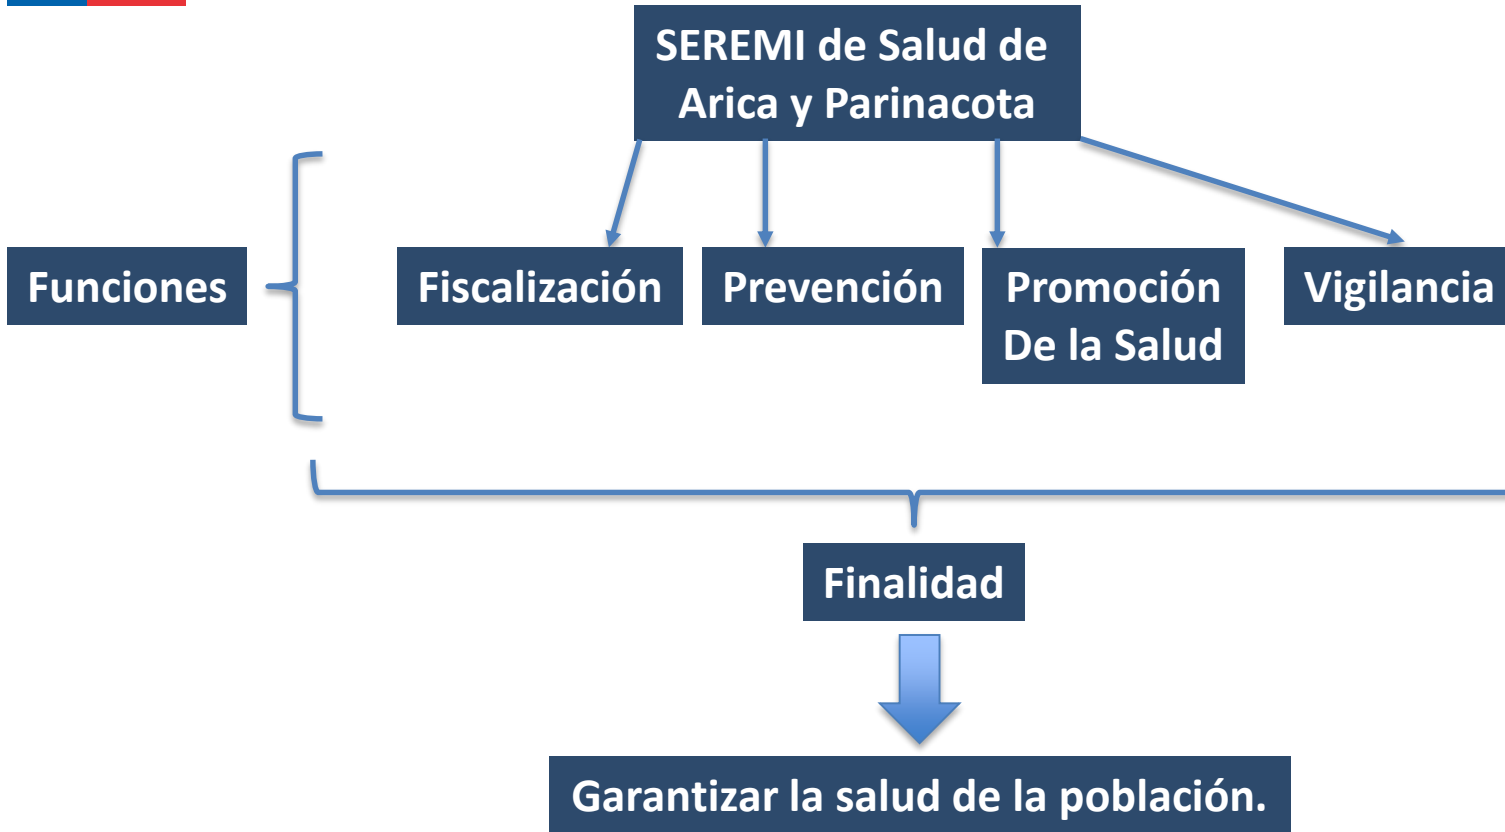 SEREMI de Salud de
Arica y Parinacota
Funciones
Fiscalización
Prevención
Promoción
De la Salud
Vigilancia
Finalidad
Garantizar la salud de la población.